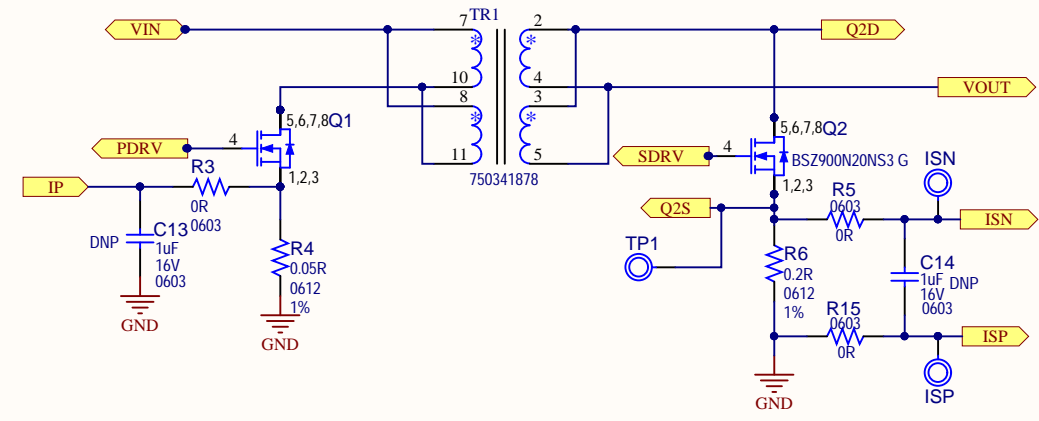 VIN
7
TR1
2
Q2D
*
*
10
4
VOUT
8
3
*
*
5,6,7,8
Q1
5,6,7,8
Q2
PDRV
4
11
5
SDRV
4
BSZ900N20NS3 G
ISN
750341878
R3
1,2,3
1,2,3
IP
0R
0603
Q2S
R5
0603
0R
ISN
C13
DNP
1uF
16V
0603
R4
0.05R
0612
1%
TP1
R6
0.2R
0612
1%
C14
1uF
DNP
16V
0603
GND
GND
R15
0603
0R
ISP
GND
ISP